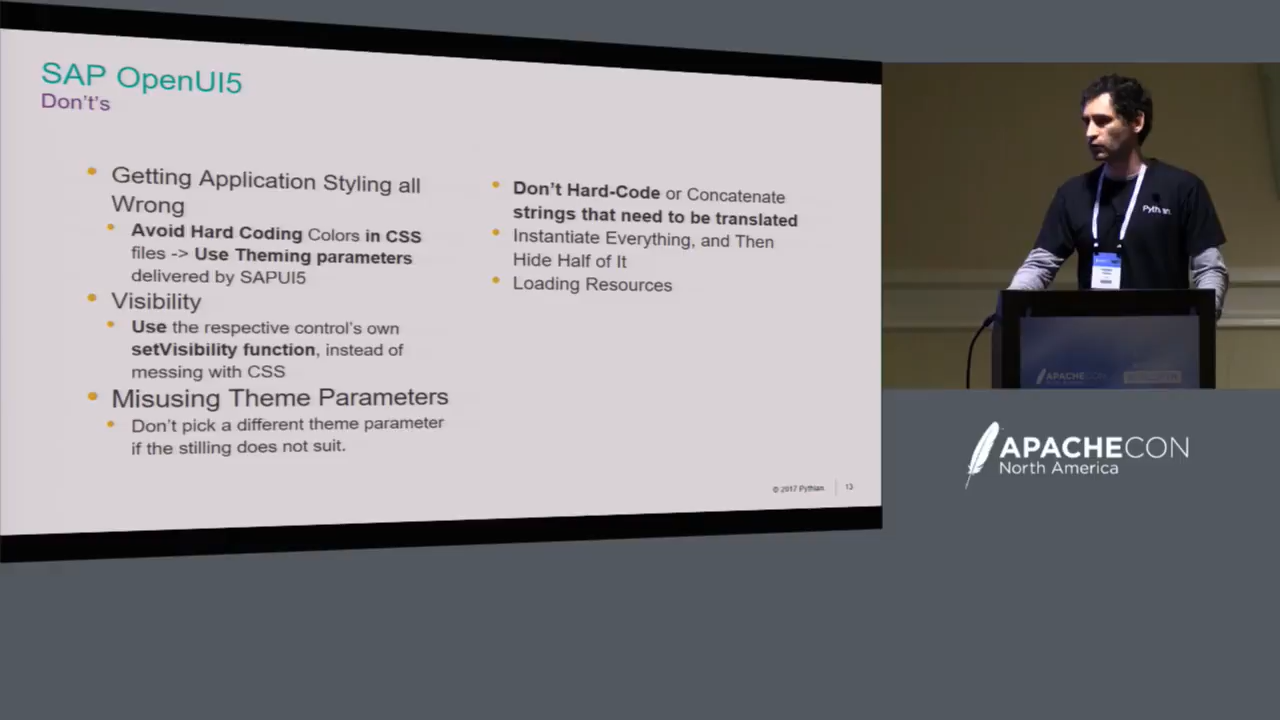 SAP OpenUI5
Don't's
• Getting Application Styling all
Wrong
• Avoid Hard Coding Colors in CSS
files -> Use Theming parameters
delivered by SAPUI5
• Visibility
• Use the respective control's own
setVisibility function, instead of
messing with CSS
• Misusing Theme Parameters
• Don't pick a different theme parameter
if the stilling does not suit.
• Don't Hard-Code or Concatenate
strings that need to be translated
• Instantiate Everything, and Then
Hide Half of It
• Loading Resources
© 2017 Pythian
13
Pythian
APACHECON
APACHECON
North America